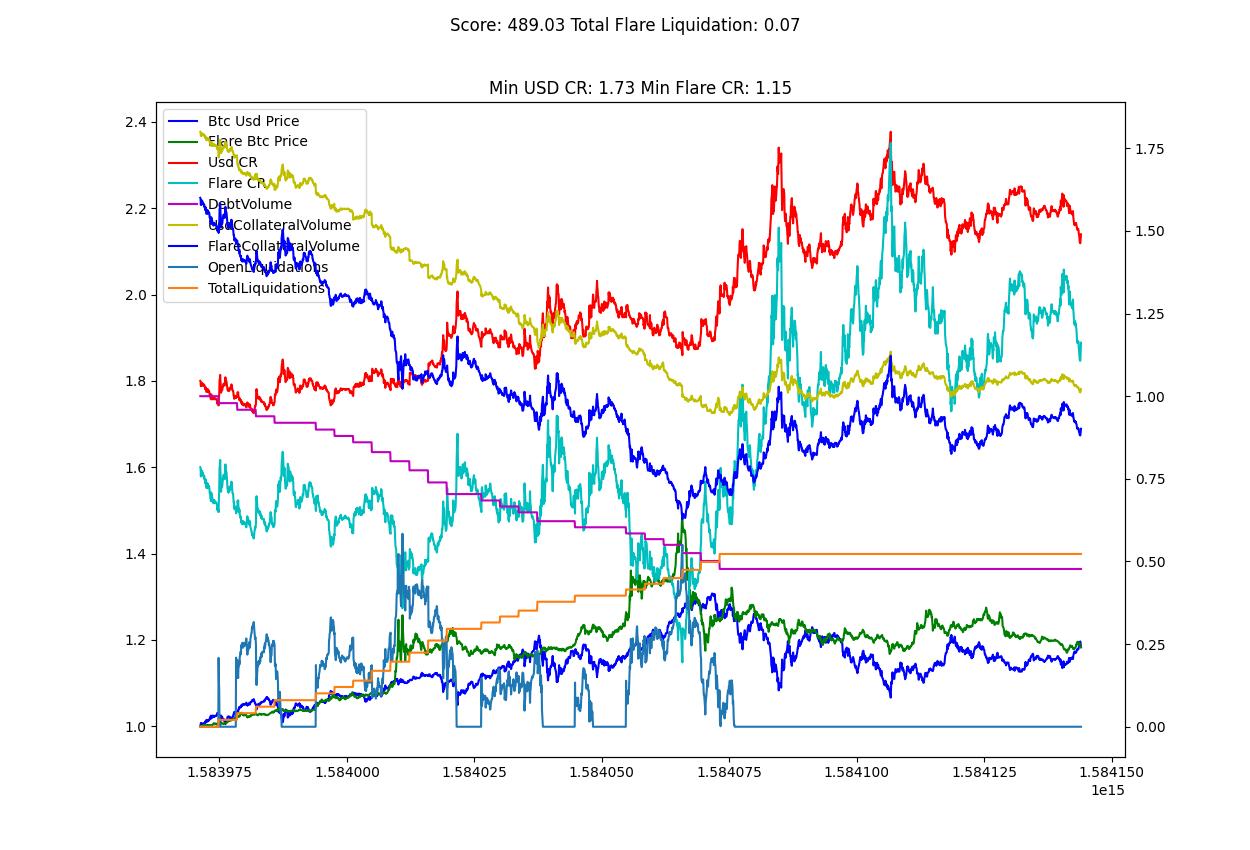 Score: 489.03 Total Flare Liquidation: 0.07
Min USD CR: 1.73 Min Flare CR: 1.15
Btc Usd Price
Flare Btc Price
Usd CR
Flare CR
DebtVolume
UsdCollateralVolume
FlareCollateralVolume
OpenLiquidations
TotalLiquidations
2.4
2.2
2.0
1.8
1.6
1.4
1.2
1.0
1.75
1.50
1.25
1.00
0.75
0.50
0.25
0.00
1.583975 1.584000 1.584025 1.584050 1.584075 1.584100 1.584125 1.584150
1e15